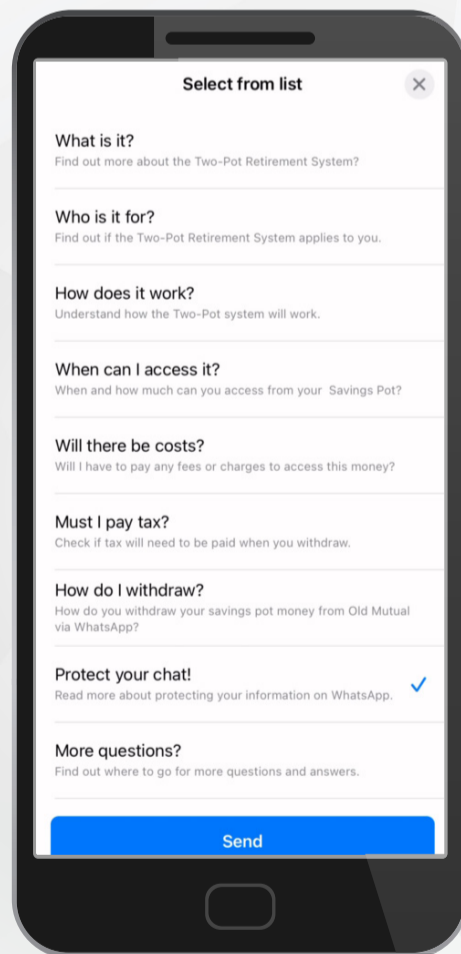 Select from list
What is it?
Find out more about the Two-Pot Retirement System?
Who is it for?
Find out if the Two-Pot Retirement System applies to you.
How does it work?
Understand how the Two-Pot system will work.
When can I access it?
When and how much can you access from your Savings Pot?
Will there be costs?
Will I have to pay any fees or charges to access this money?
Must I pay tax?
Check if tax will need to be paid when you withdraw.
How do I withdraw?
How do you withdraw your savings pot money from Old Mutual
via WhatsApp?
Protect your chat!
Read more about protecting your information on WhatsApp.
More questions?
Find out where to go for more questions and answers.
Send